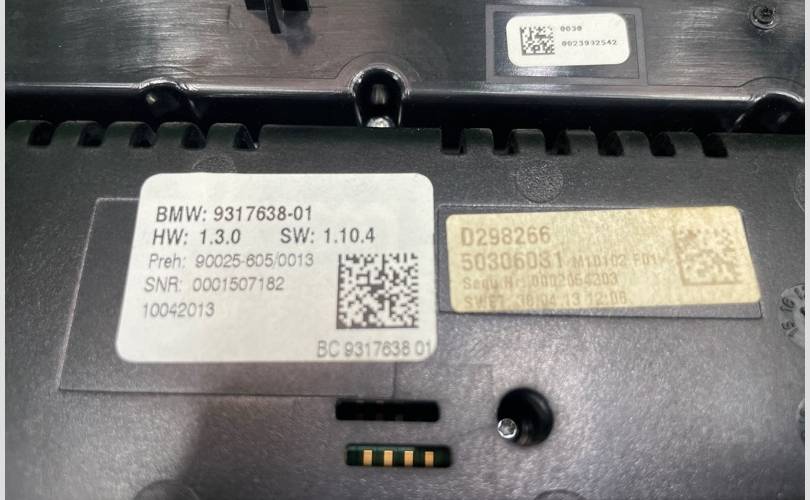 0030
0023932542
BMW: 9317638-01
HW: 1.3.0 SW: 1.10.4
Preh: 90025-605/0013
SNR: 0001507182
10042013
BC 9317638 01
D298266
50306031 M10102